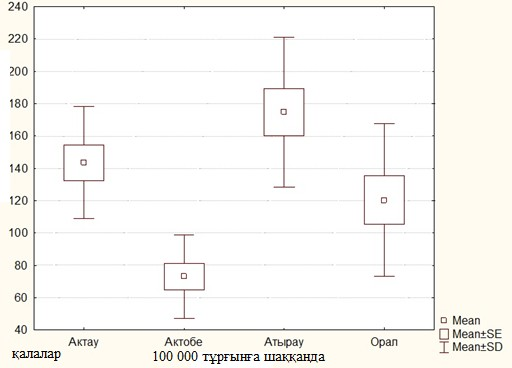 240
220
200
180
160
140
120
100
80
60
40
Актау Актобе Атырау Орал
қалалар 100 000 тұрғынға шаққанда
Mean
Mean±SE
Mean±SD